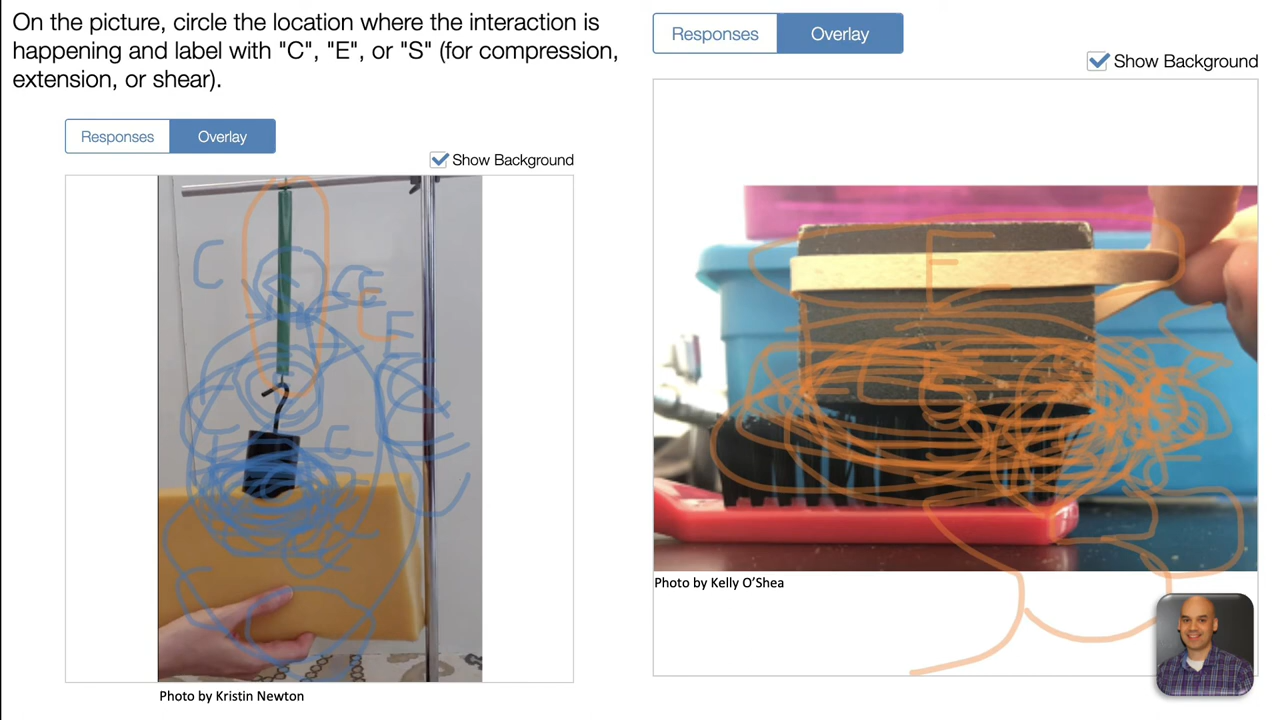 On the picture, circle the location where the interaction is
happening and label with "C", "E", or "S" (for compression,
extension, or shear).
Responses
Overlay
Show Background
C
E
E
C
Photo by Kristin Newton
Responses
Overlay
Show Background
E
S
Photo by Kelly O'Shea